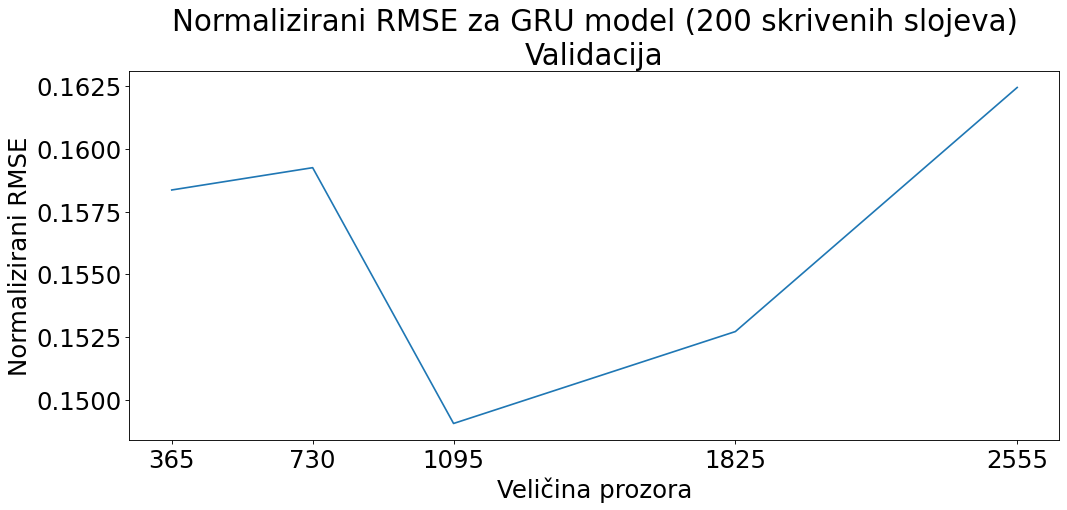 Normalizirani RMSE za GRU model (200 skrivenih slojeva)
Validacija
Normalizirani RMSE
0.1625
0.1600
0.1575
0.1550
0.1525
0.1500
365 730 1095 1825 2555
Veličina prozora